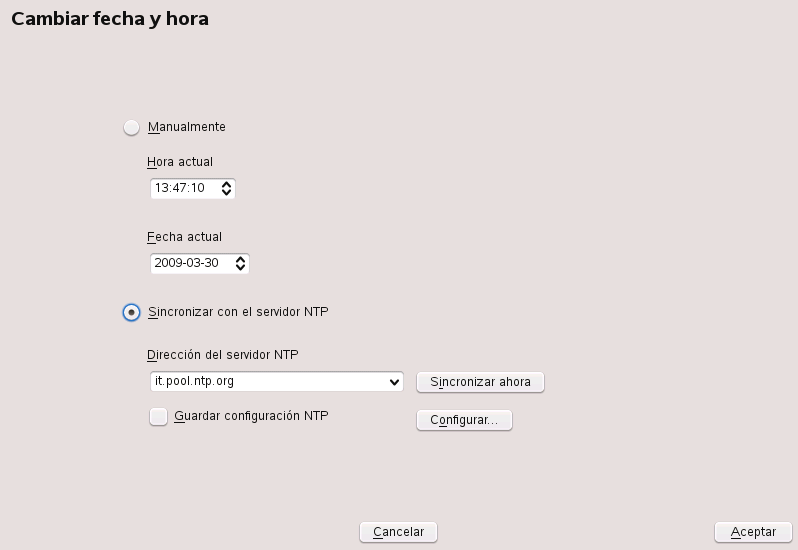 Cambiar fecha y hora
Manualmente
Hora actual
13:47:10
Fecha actual
2009-03-30
Sincronizar con el servidor NTP
Dirección del servidor NTP
it.pool.ntp.org
Sincronizar ahora
Guardar configuración NTP
Configurar...
Cancelar
Aceptar